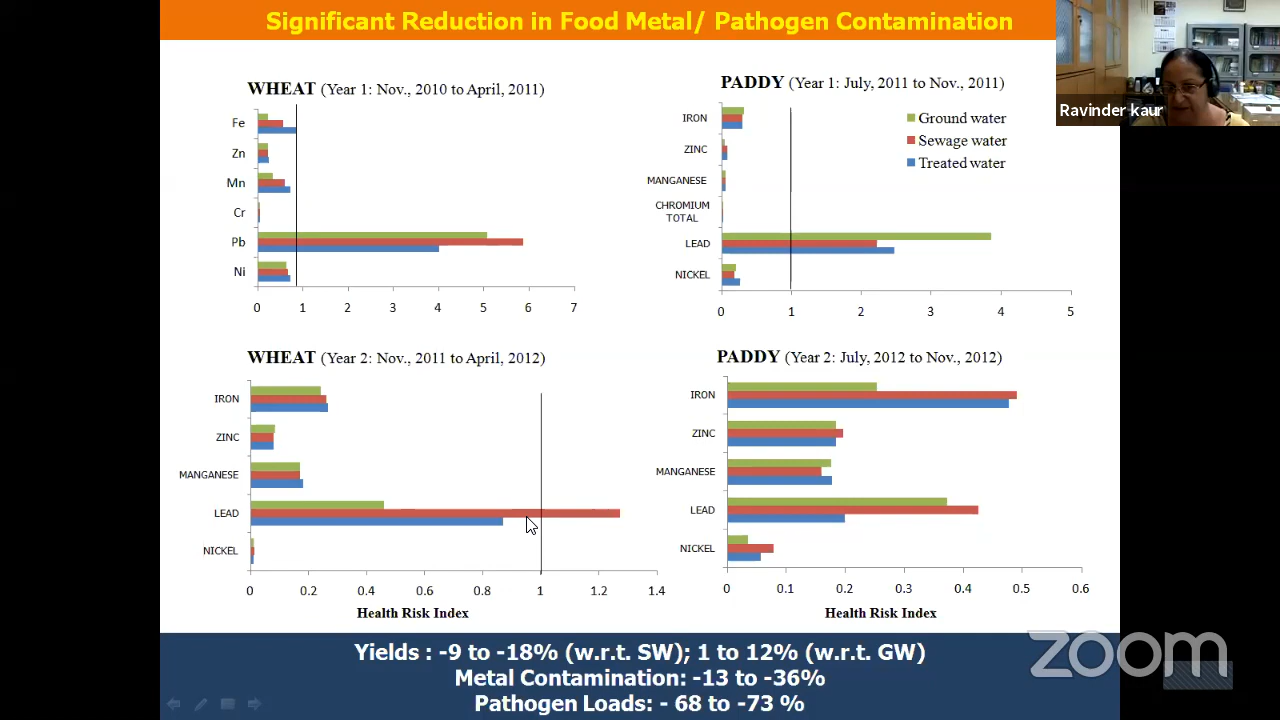 Significant Reduction in Food Metal/ Pathogen Contamination
Ravinder kaur
WHEAT (Year 1: Nov., 2010 to April, 2011)
Fe
Zn
Mn
Cr
Pb
Ni
0 1 2 3 4 5 6 7
PADDY (Year 1: July, 2011 to Nov., 2011)
IRON
ZINC
MANGANESE
CHROMIUM
TOTAL
LEAD
NICKEL
0 1 2 3 4 5
Ground water
Sewage water
Treated water
WHEAT (Year 2: Nov., 2011 to April, 2012)
IRON
ZINC
MANGANESE
LEAD
NICKEL
0 0.2 0.4 0.6 0.8 1 1.2 1.4
Health Risk Index
PADDY (Year 2: July, 2012 to Nov., 2012)
IRON
ZINC
MANGANESE
LEAD
NICKEL
0 0.1 0.2 0.3 0.4 0.5 0.6
Health Risk Index
Yields : -9 to -18% (w.r.t. SW); 1 to 12% (w.r.t. GW)
Metal Contamination: -13 to -36%
Pathogen Loads: - 68 to -73 %
zoom